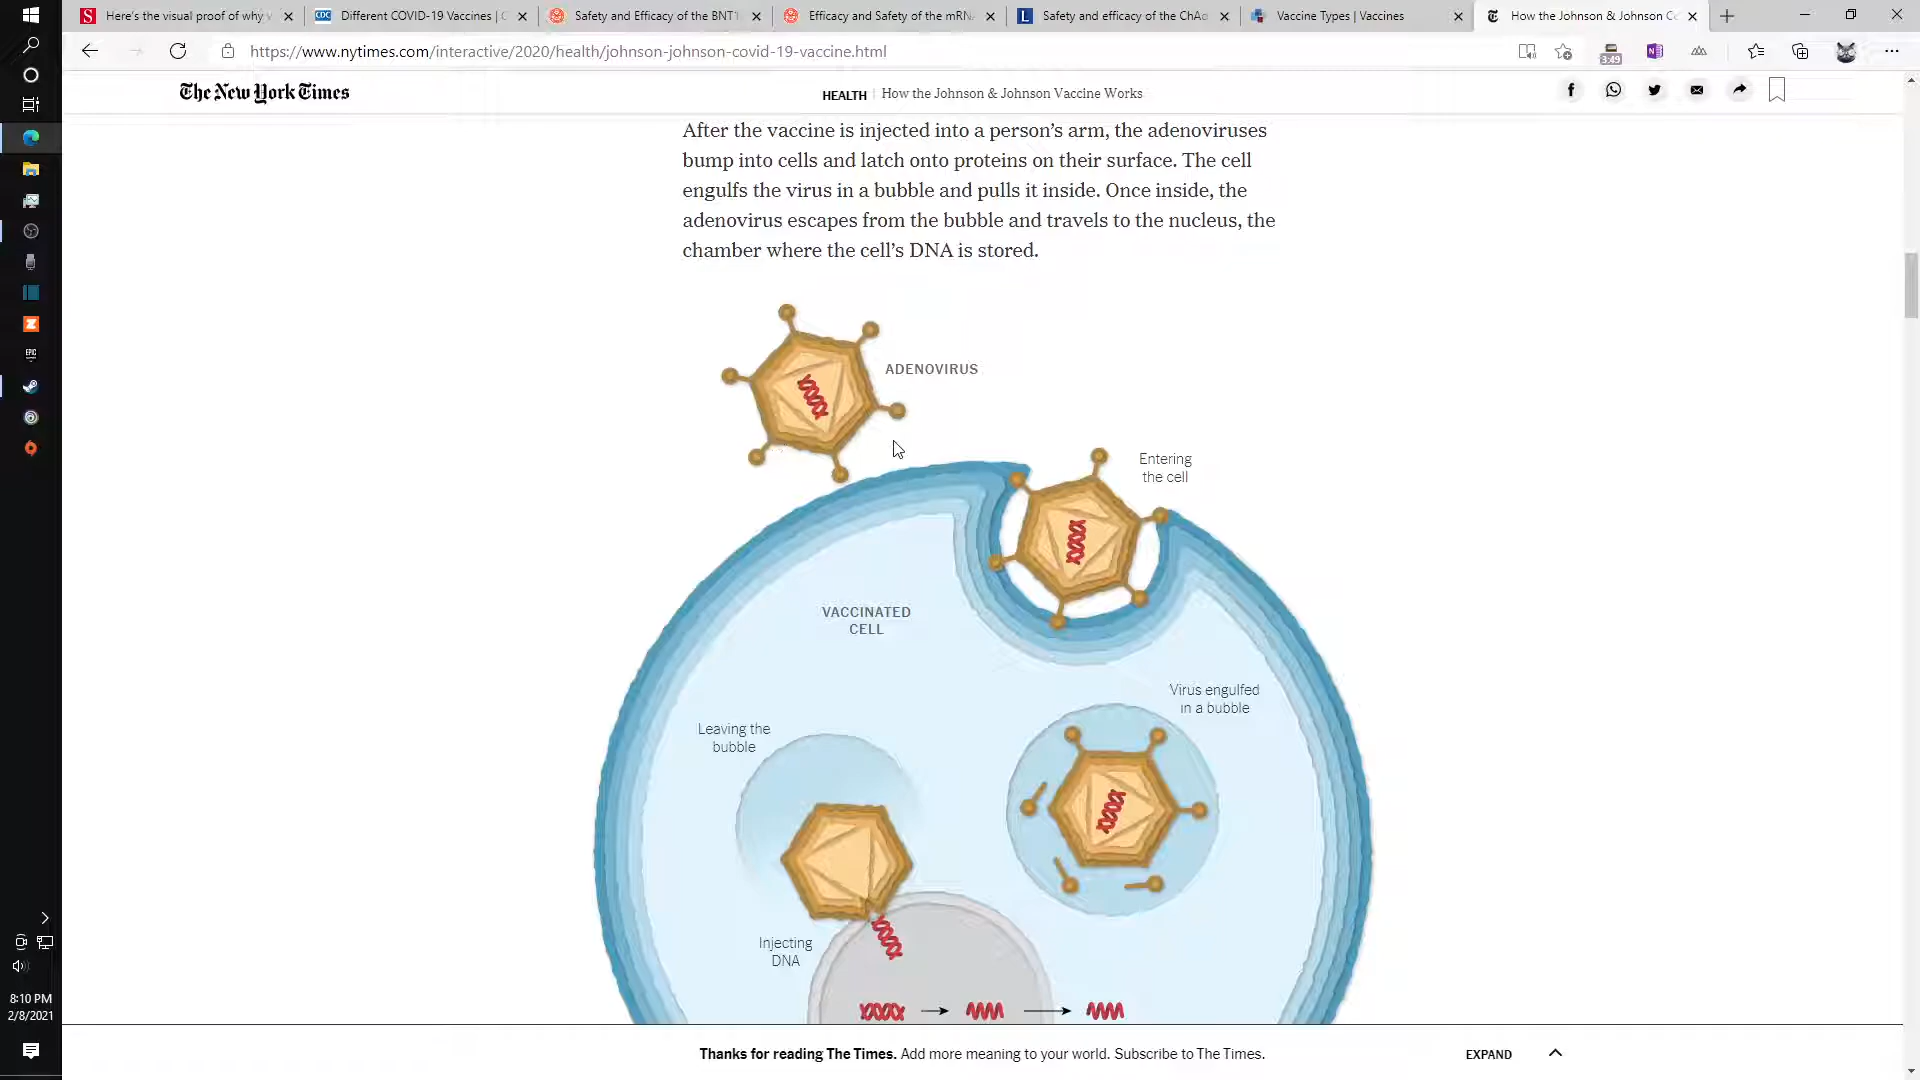 Here's the visual proof of why v
CDC
Different COVID-19 Vaccines | C
Safety and Efficacy of the BNT1
Efficacy and Safety of the mRN
L
Safety and efficacy of the ChAd
Vaccine Types | Vaccines
How the Johnson & Johnson Co
https://www.nytimes.com/interactive/2020/health/johnson-johnson-covid-19-vaccine.html
3:49
The New York Times
HEALTH | How the Johnson & Johnson Vaccine Works
After the vaccine is injected into a person's arm, the adenoviruses
bump into cells and latch onto proteins on their surface. The cell
engulfs the virus in a bubble and pulls it inside. Once inside, the
adenovirus escapes from the bubble and travels to the nucleus, the
chamber where the cell's DNA is stored.
ADENOVIRUS
Entering
the cell
VACCINATED
CELL
Virus engulfed
in a bubble
Leaving the
bubble
Injecting
DNA
EPIC
8:10 PM
2/8/2021
Thanks for reading The Times. Add more meaning to your world. Subscribe to The Times.
EXPAND